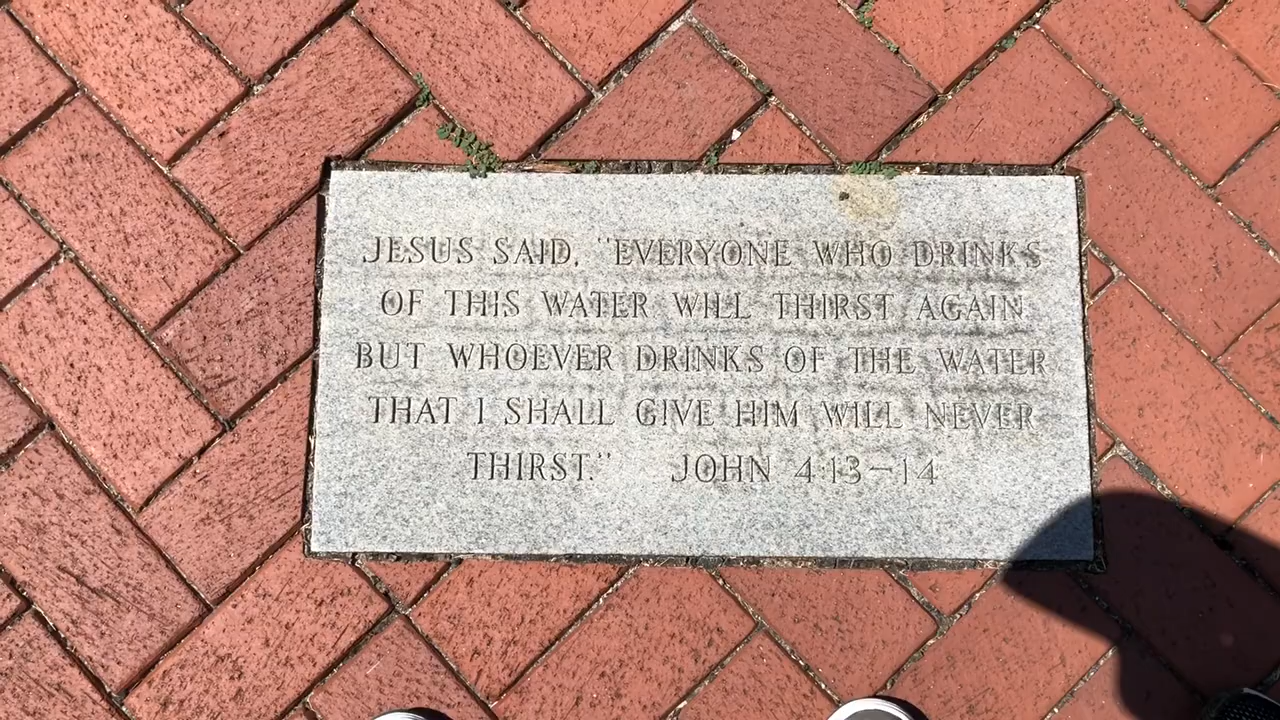 JESUS SAID, "EVERYONE WHO DRINKS
OF THIS WATER WILL THIRST AGAIN
BUT WHOEVER DRINKS OF THE WATER
THAT I SHALL GIVE HIM WILL NEVER
THIRST." JOHN 4:13–14